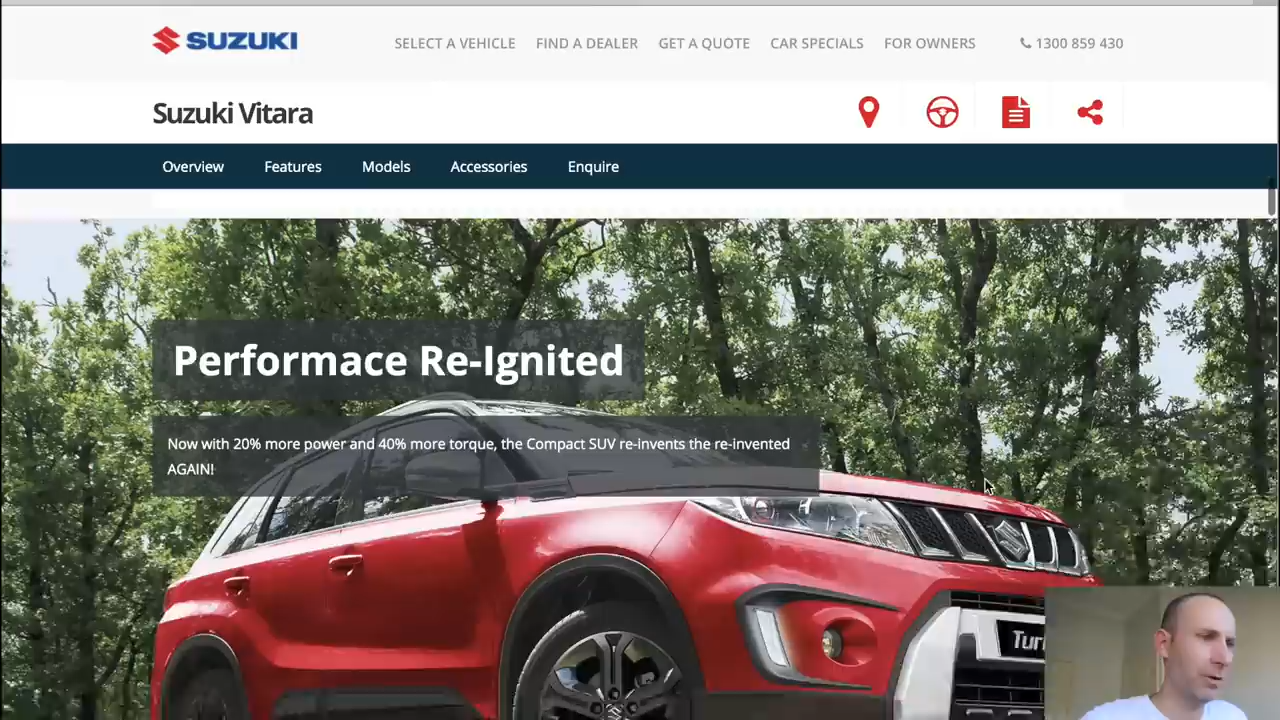 SUZUKI
SELECT A VEHICLE FIND A DEALER GET A QUOTE CAR SPECIALS FOR OWNERS 1300 859 430
Suzuki Vitara
Overview Features Models Accessories Enquire
Performace Re-Ignited
Now with 20% more power and 40% more torque, the Compact SUV re-invents the re-invented
AGAIN!